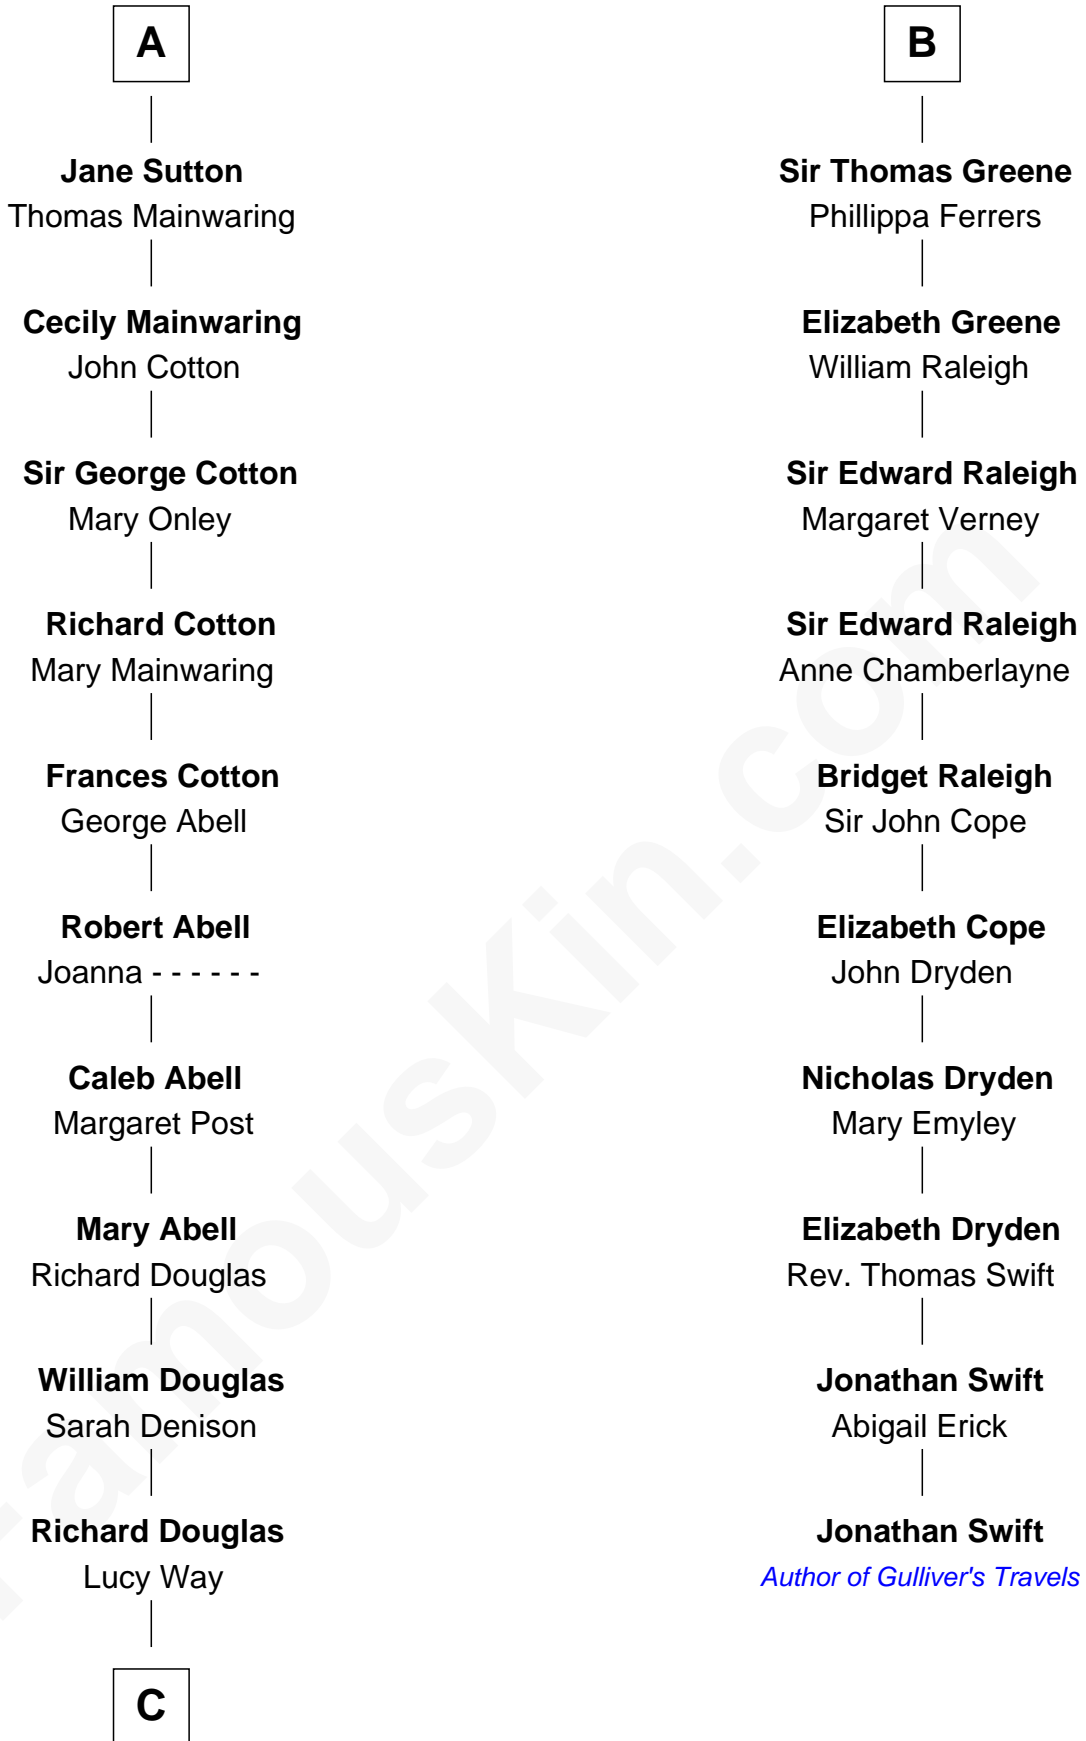 A
Jane Sutton
Thomas Mainwaring
Cecily Mainwaring
John Cotton
Sir George Cotton
Mary Onley
Richard Cotton
Mary Mainwaring
Frances Cotton
George Abell
Robert Abell
Joanna - - - - - -
Caleb Abell
Margaret Post
Mary Abell
Richard Douglas
William Douglas
Sarah Denison
Richard Douglas
Lucy Way
C
B
Sir Thomas Greene
Phillippa Ferrers
Elizabeth Greene
William Raleigh
Sir Edward Raleigh
Margaret Verney
Sir Edward Raleigh
Anne Chamberlayne
Bridget Raleigh
Sir John Cope
Elizabeth Cope
John Dryden
Nicholas Dryden
Mary Emyley
Elizabeth Dryden
Rev. Thomas Swift
Jonathan Swift
Abigail Erick
Jonathan Swift
Author of Gulliver's Travels
FamousKin.com